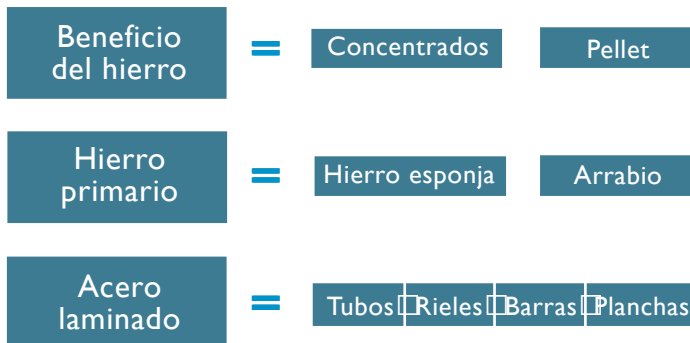 Beneficio
del hierro
=
Concentrados
Pellet
Hierro
primario
=
Hierro esponja
Arrabio
Acero
laminado
=
Tubos
Rieles
Barras
Planchas